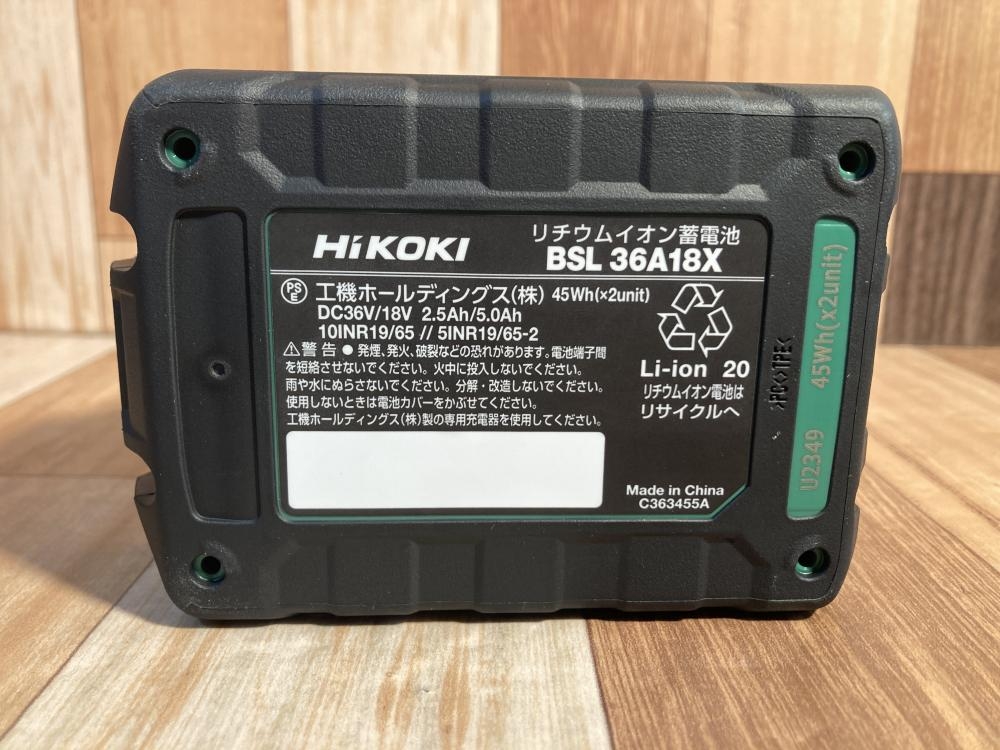 HiKOKI
リチウムイオン蓄電池
BSL 36A18X
PS E 工機ホールディングス(株) 45Wh(×2unit)
DC36V/18V 2.5Ah/5.0Ah
10INR19/65 // 5INR19/65-2
⚠警告 ● 発煙、発火、破裂などの恐れがあります。電池端子間
を短絡させないでください。火中に投入しないでください。
雨や水にぬらさないでください。分解・改造しないでください。
使用しないときは電池カバーをかぶせてください。
工機ホールディングス(株)製の専用充電器を使用してください。
Li-ion 20
リチウムイオン電池は
リサイクルへ
Made in China
C363455A
>PC<>TPE<
U2349 45Wh(x2unit)